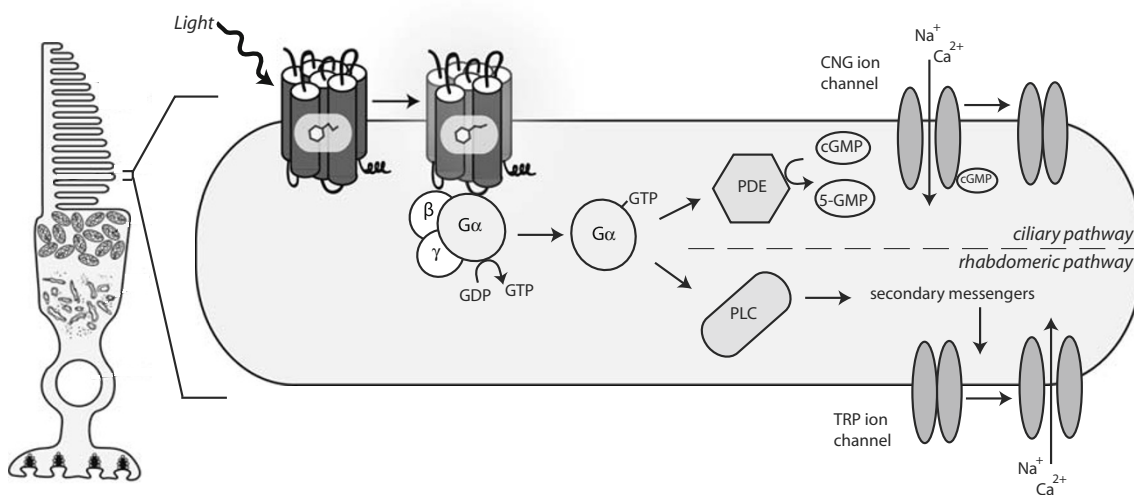 Light
Na+
Ca2+
CNG ion
channel
cGMP
cGMP
PDE
5-GMP
GTP
β
Gα
γ
Gα
GDP
GTP
ciliary pathway
rhabdomeric pathway
PLC
secondary messengers
TRP ion
channel
Na+
Ca2+